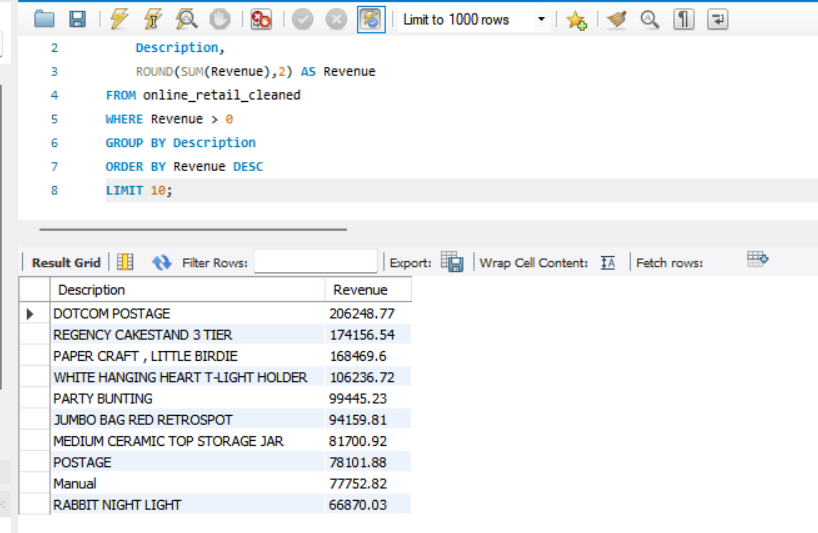 Limit to 1000 rows
2 Description,
3 ROUND(SUM(Revenue),2) AS Revenue
4 FROM online_retail_cleaned
5 WHERE Revenue > 0
6 GROUP BY Description
7 ORDER BY Revenue DESC
8 LIMIT 10;
Result Grid Filter Rows: Export: Wrap Cell Content: IA Fetch rows:
Description Revenue
DOTCOM POSTAGE 206248.77
REGENCY CAKESTAND 3 TIER 174156.54
PAPER CRAFT , LITTLE BIRDIE 168469.6
WHITE HANGING HEART T-LIGHT HOLDER 106236.72
PARTY BUNTING 99445.23
JUMBO BAG RED RETROSPOT 94159.81
MEDIUM CERAMIC TOP STORAGE JAR 81700.92
POSTAGE 78101.88
Manual 77752.82
RABBIT NIGHT LIGHT 66870.03